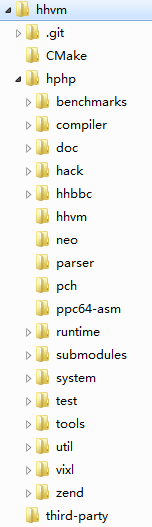 hhvm
.git
CMake
hphp
benchmarks
compiler
doc
hack
hhbbc
hhvm
neo
parser
pch
ppc64-asm
runtime
submodules
system
test
tools
util
vixl
zend
third-party